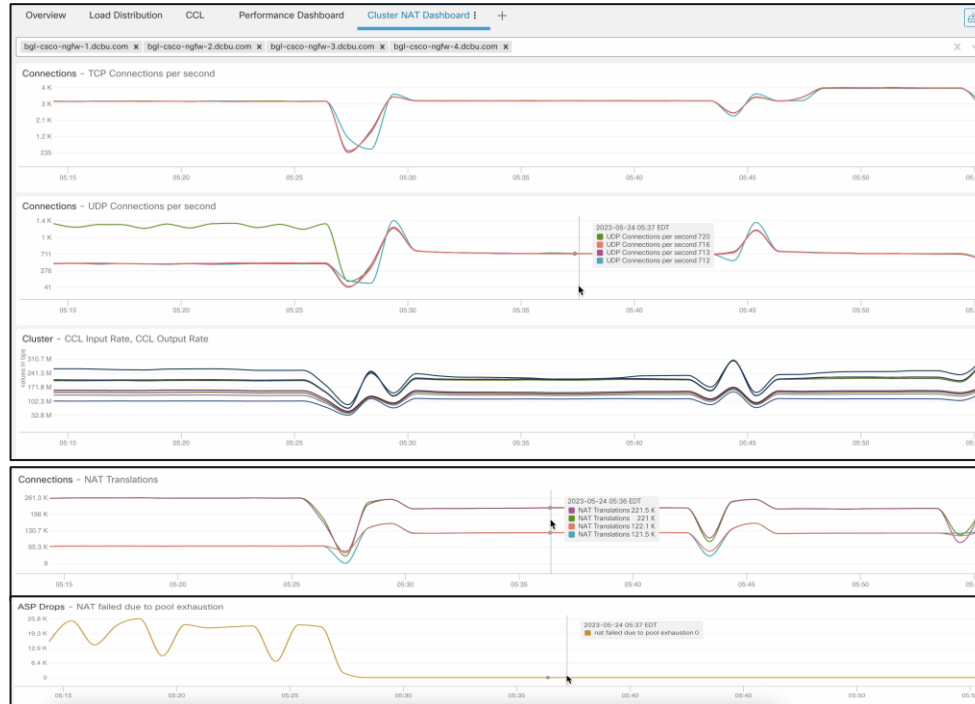 Overview Load Distribution CCL Performance Dashboard Cluster NAT Dashboard
bgl-csco-ngfw-1.dcbu.com x bgl-csco-ngfw-2.dcbu.com x bgl-csco-ngfw-3.dcbu.com x bgl-csco-ngfw-4.dcbu.com x
Connections - TCP Connections per second
4 K
3 K
2.1 K
1.2 K
235
05:15 05:20 05:25 05:30 05:35 05:40 05:45 05:50
Connections - UDP Connections per second
1.4 K
1 K
711
376
41
2023-05-24 05:37 EDT
UDP Connections per second 720
UDP Connections per second 716
UDP Connections per second 713
UDP Connections per second 712
05:15 05:20 05:25 05:30 05:35 05:40 05:45 05:50
Cluster - CCL Input Rate, CCL Output Rate
values in bps
310.7 M
241.3 M
171.8 M
102.3 M
32.8 M
05:15 05:20 05:25 05:30 05:35 05:40 05:45 05:50
Connections - NAT Translations
261.3 K
196 K
130.7 K
65.3 K
9
2023-05-24 05:36 EDT
NAT Translations 221.5 K
NAT Translations 221 K
NAT Translations 122.1 K
NAT Translations 121.5 K
05:15 05:20 05:25 05:30 05:35 05:40 05:45 05:50
ASP Drops - NAT failed due to pool exhaustion
25.6 K
19.3 K
12.9 K
6.4 K
0
2023-05-24 05:37 EDT
nat failed due to pool exhaustion 0
05:15 05:20 05:25 05:30 05:35 05:40 05:45 05:50